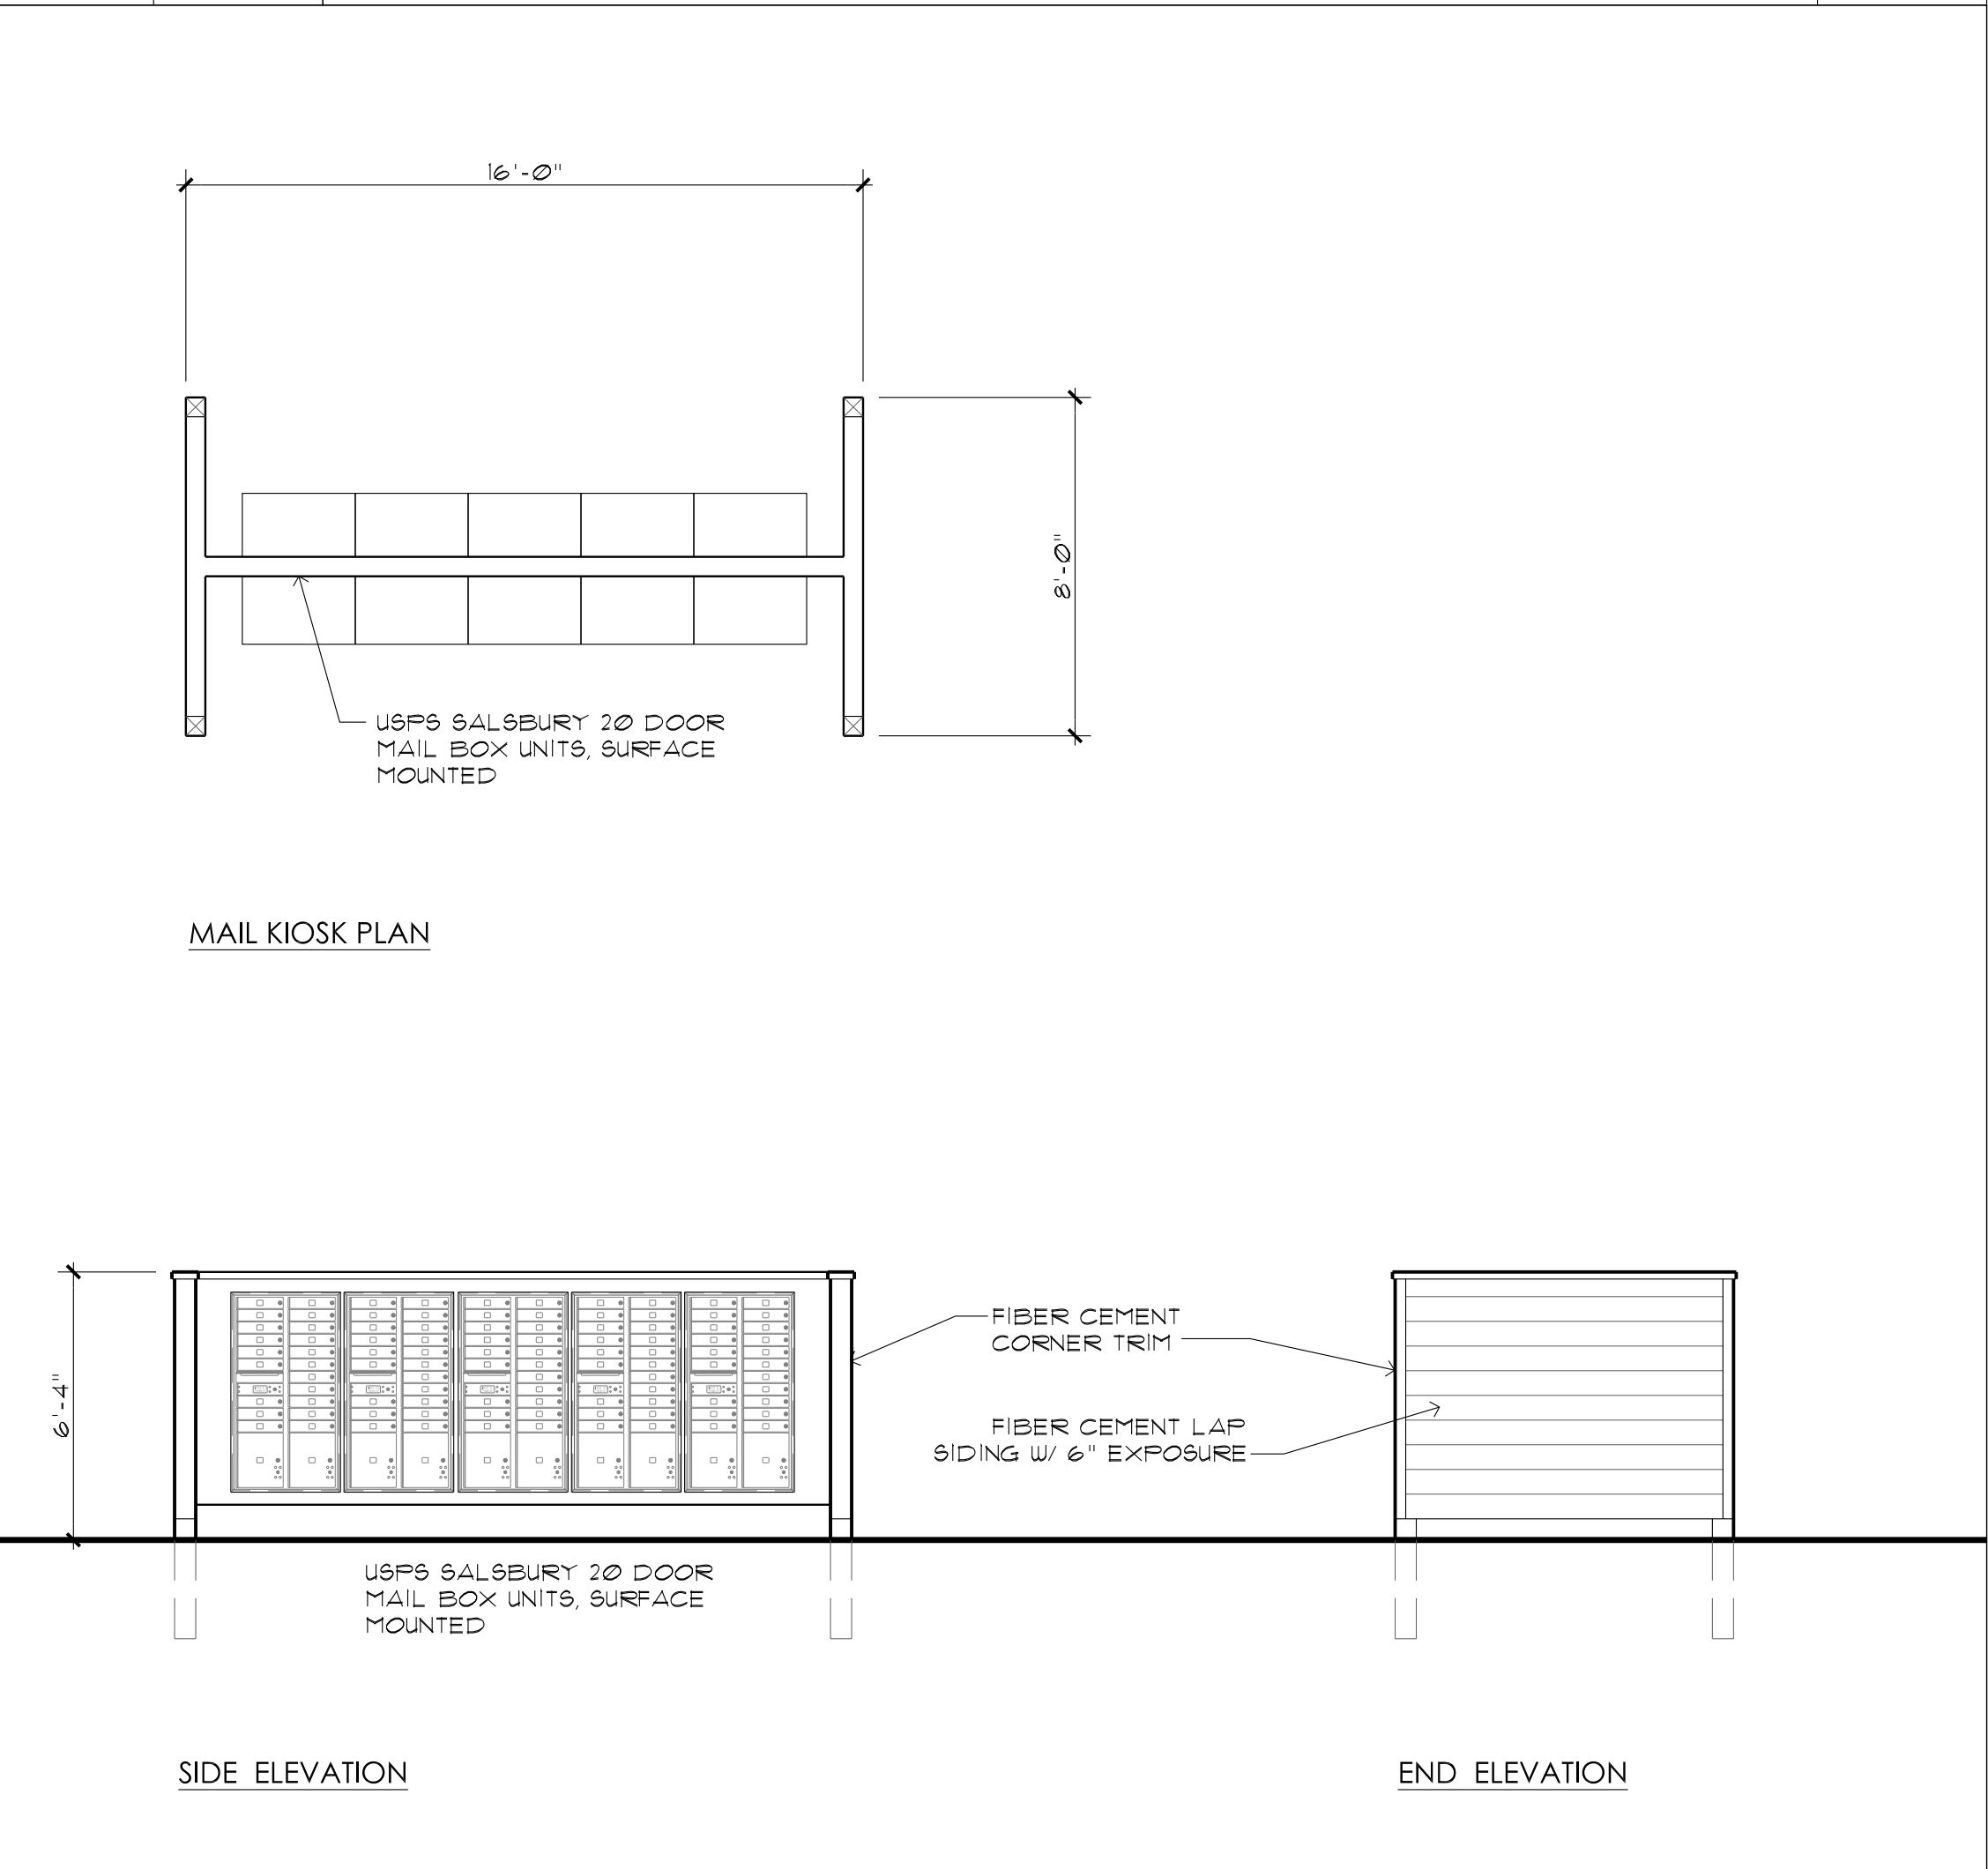 16'-0"
8'-0"
USPS SALSBURY 20 DOOR
MAIL BOX UNITS, SURFACE
MOUNTED
MAIL KIOSK PLAN
6'-4"
FIBER CEMENT
CORNER TRIM
FIBER CEMENT LAP
SIDING W/ 6" EXPOSURE
USPS SALSBURY 20 DOOR
MAIL BOX UNITS, SURFACE
MOUNTED
SIDE ELEVATION
END ELEVATION